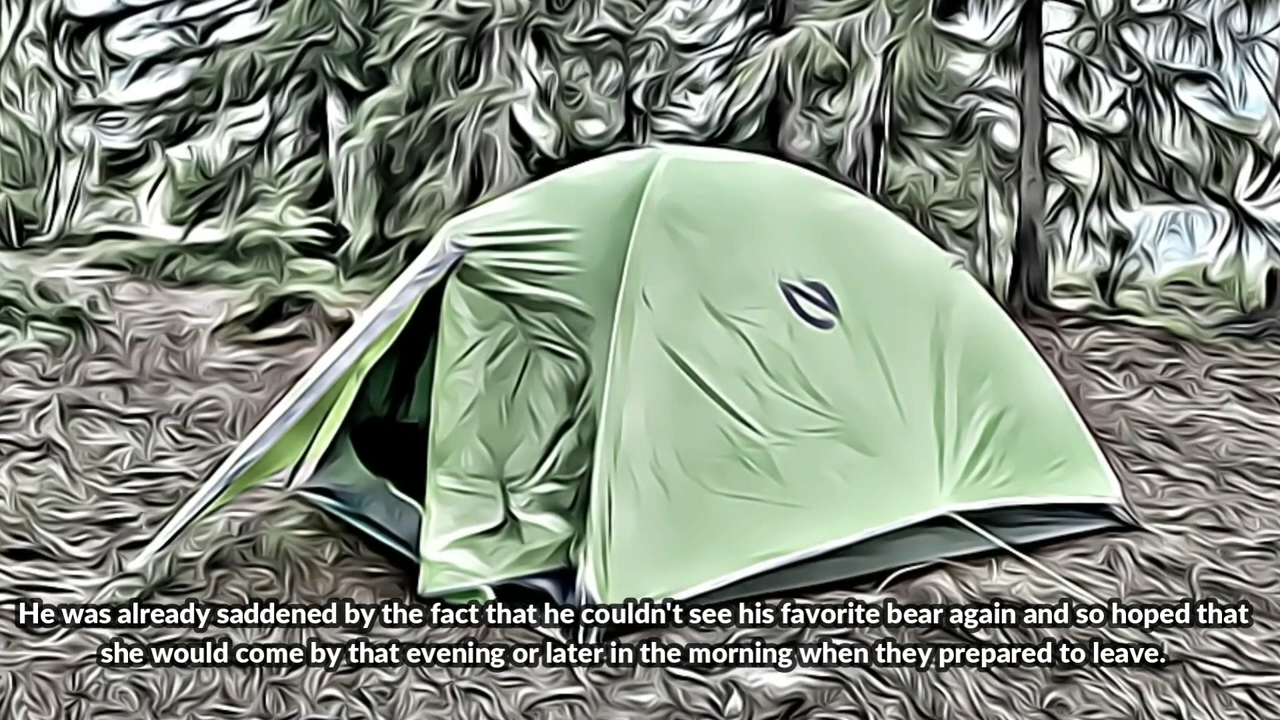 He was already saddened by the fact that he couldn't see his favorite bear again and so hoped that
she would come by that evening or later in the morning when they prepared to leave.